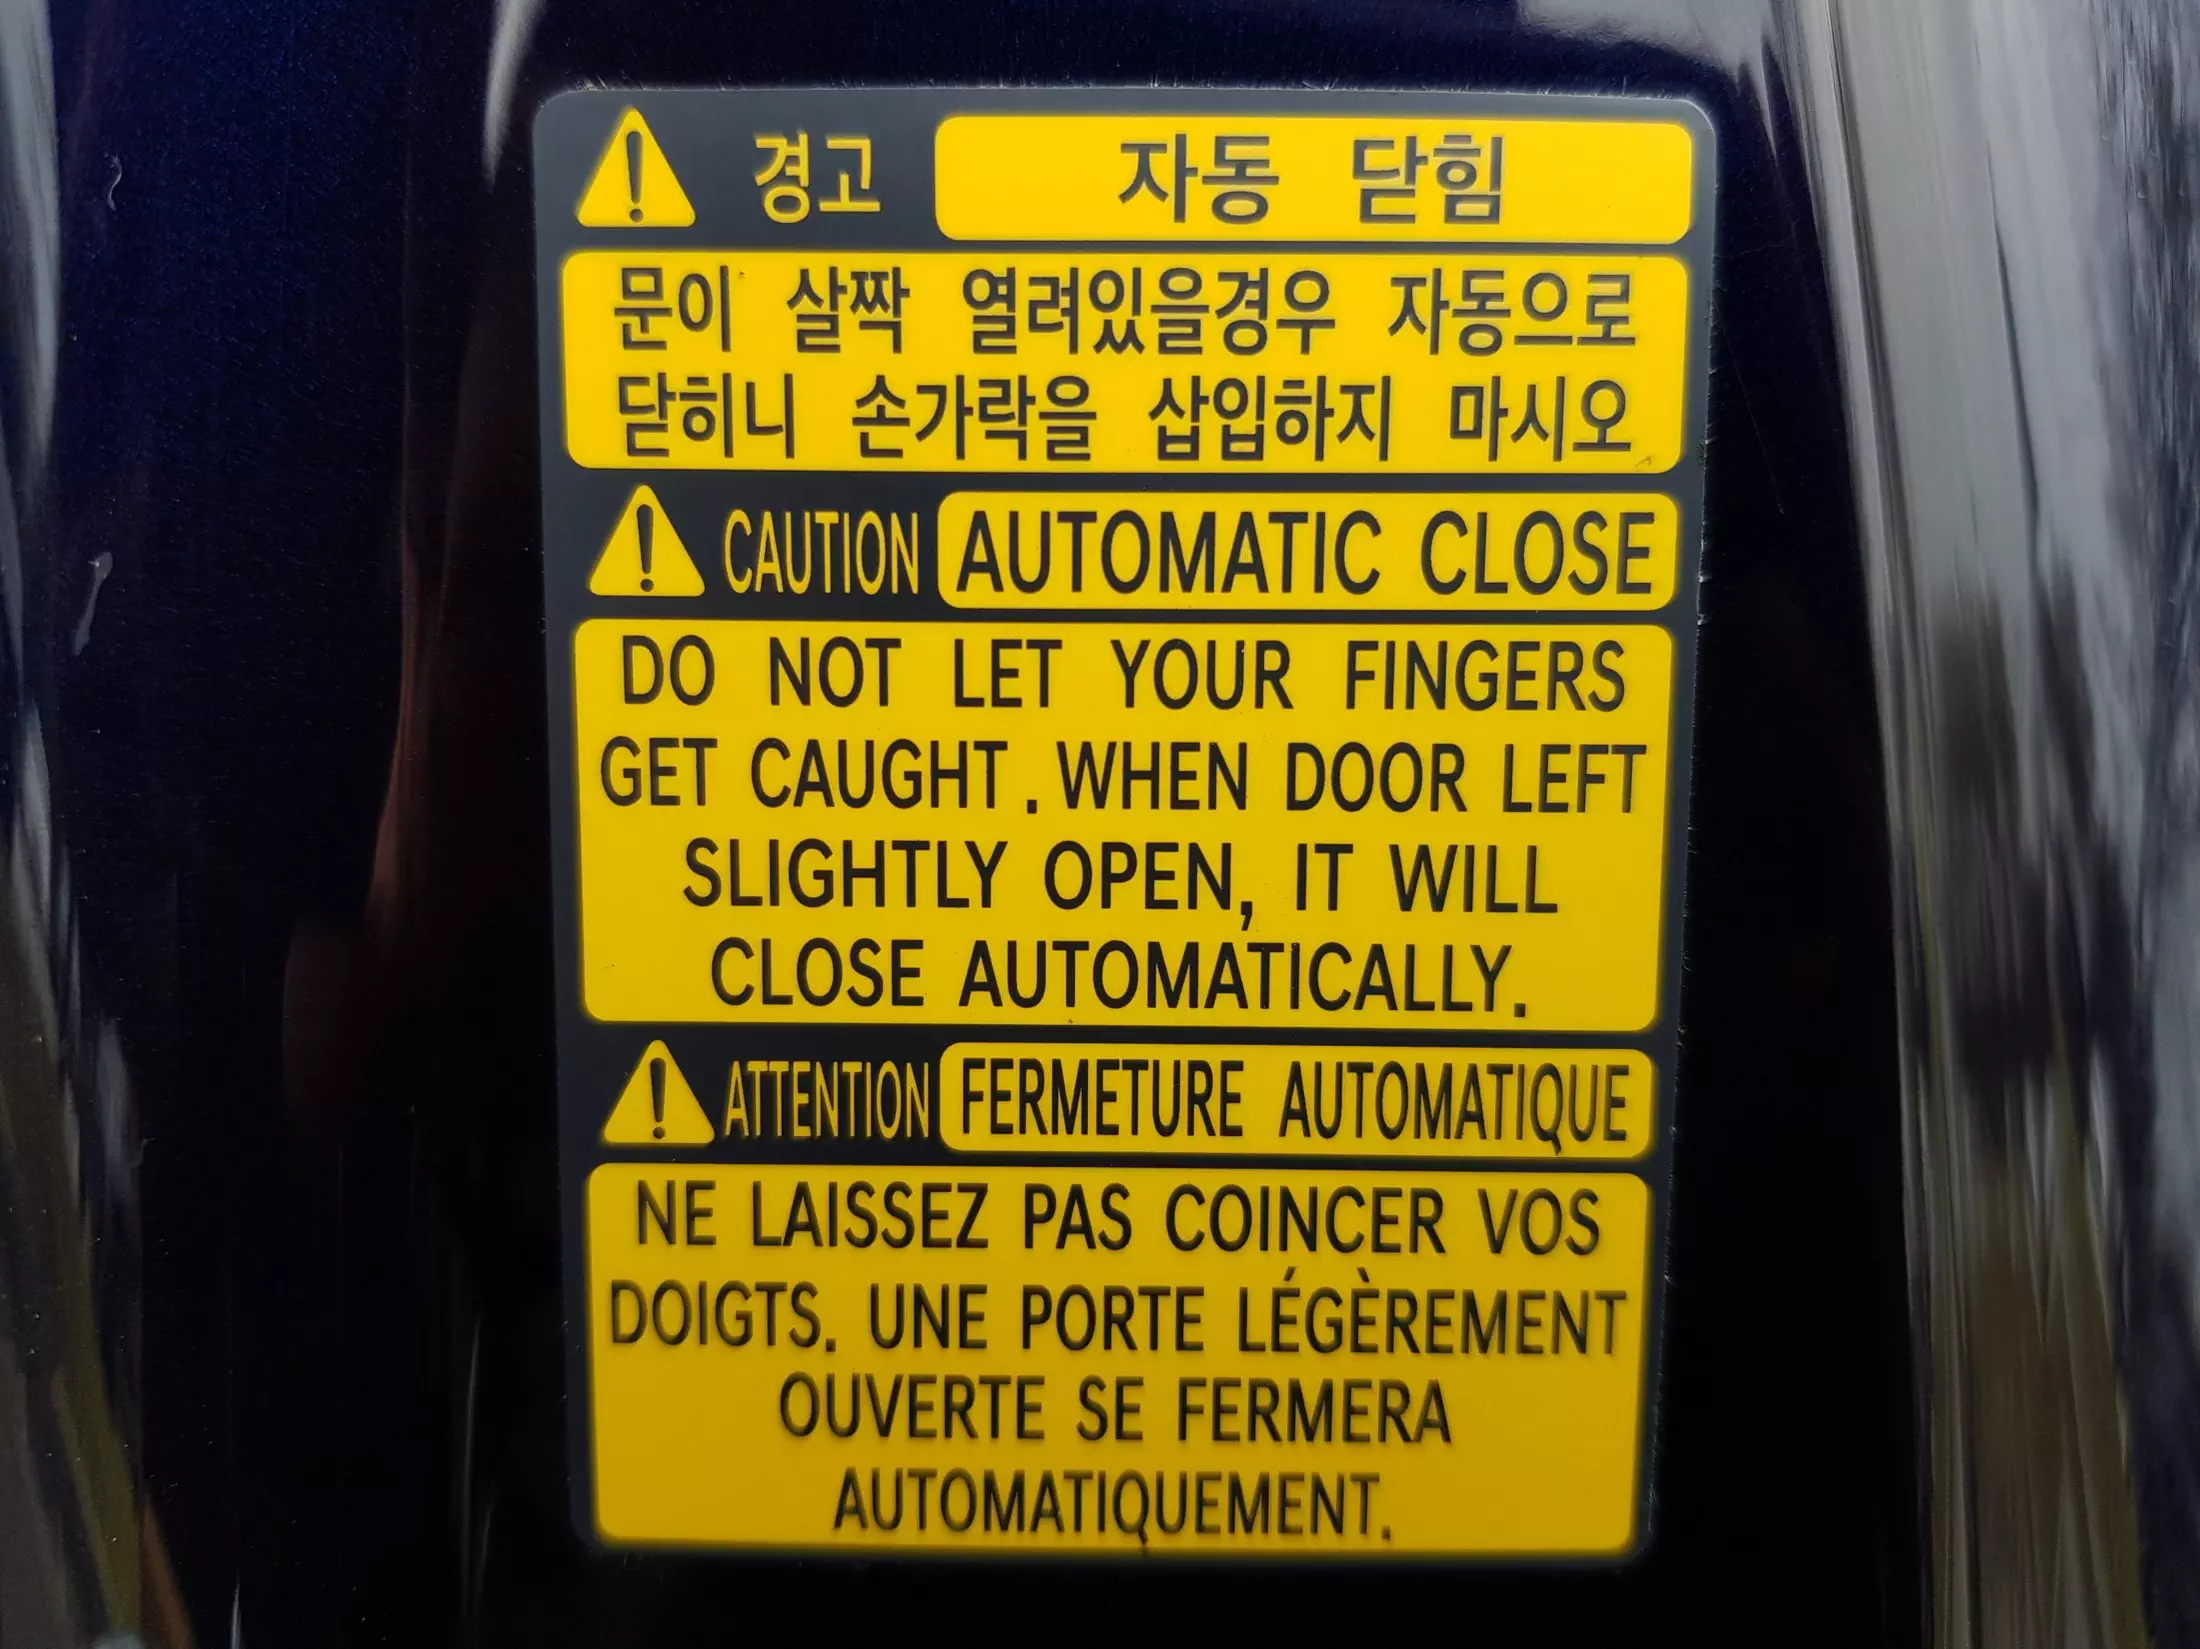 경고 자동 닫힘
문이 살짝 열려있을경우 자동으로
닫히니 손가락을 삽입하지 마시오
CAUTION AUTOMATIC CLOSE
DO NOT LET YOUR FINGERS
GET CAUGHT. WHEN DOOR LEFT
SLIGHTLY OPEN, IT WILL
CLOSE AUTOMATICALLY.
ATTENTION FERMETURE AUTOMATIQUE
NE LAISSEZ PAS COINCER VOS
DOIGTS. UNE PORTE LÉGÈREMENT
OUVERTE SE FERMERA
AUTOMATIQUEMENT.